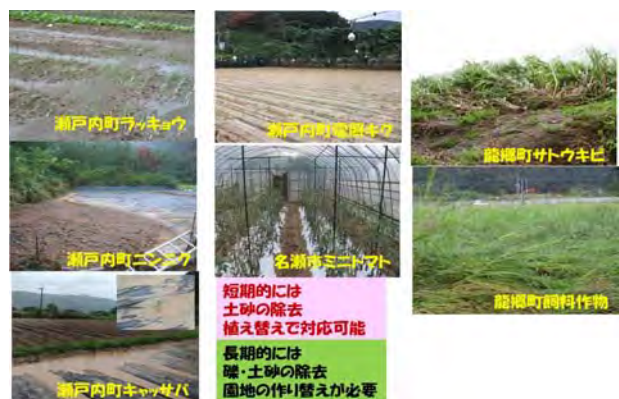 瀬戸内町ラッキョウ
瀬戸内町電照キク
龍郷町サトウキビ
瀬戸内町ニンニク
名瀬市ミニトマト
龍郷町飼料作物
瀬戸内町キャッサバ
短期的には
土砂の除去
植え替えで対応可能
長期的には
礫・土砂の除去
園地の作り替えが必要